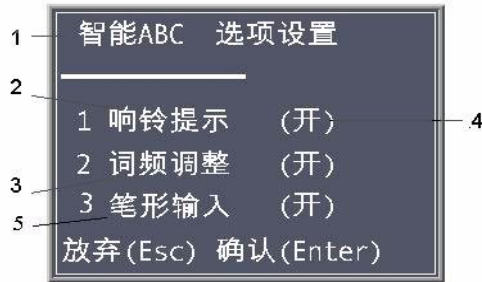 1 智能ABC 选项设置
2
1 响铃提示 (开) 4
2 词频调整 (开)
3
3 笔形输入 (开)
5
放弃(Esc) 确认(Enter)